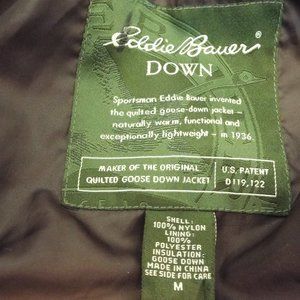 Eddie Bauer®
DOWN
Sportsman Eddie Bauer invented
the quilted goose-down jacket –
naturally warm, functional and
exceptionally lightweight – in 1936
MAKER OF THE ORIGINAL
QUILTED GOOSE DOWN JACKET
U.S. PATENT
D119,122
SHELL:
100% NYLON
LINING:
100%
POLYESTER
INSULATION:
GOOSE DOWN
MADE IN CHINA
SEE SIDE FOR CARE
M